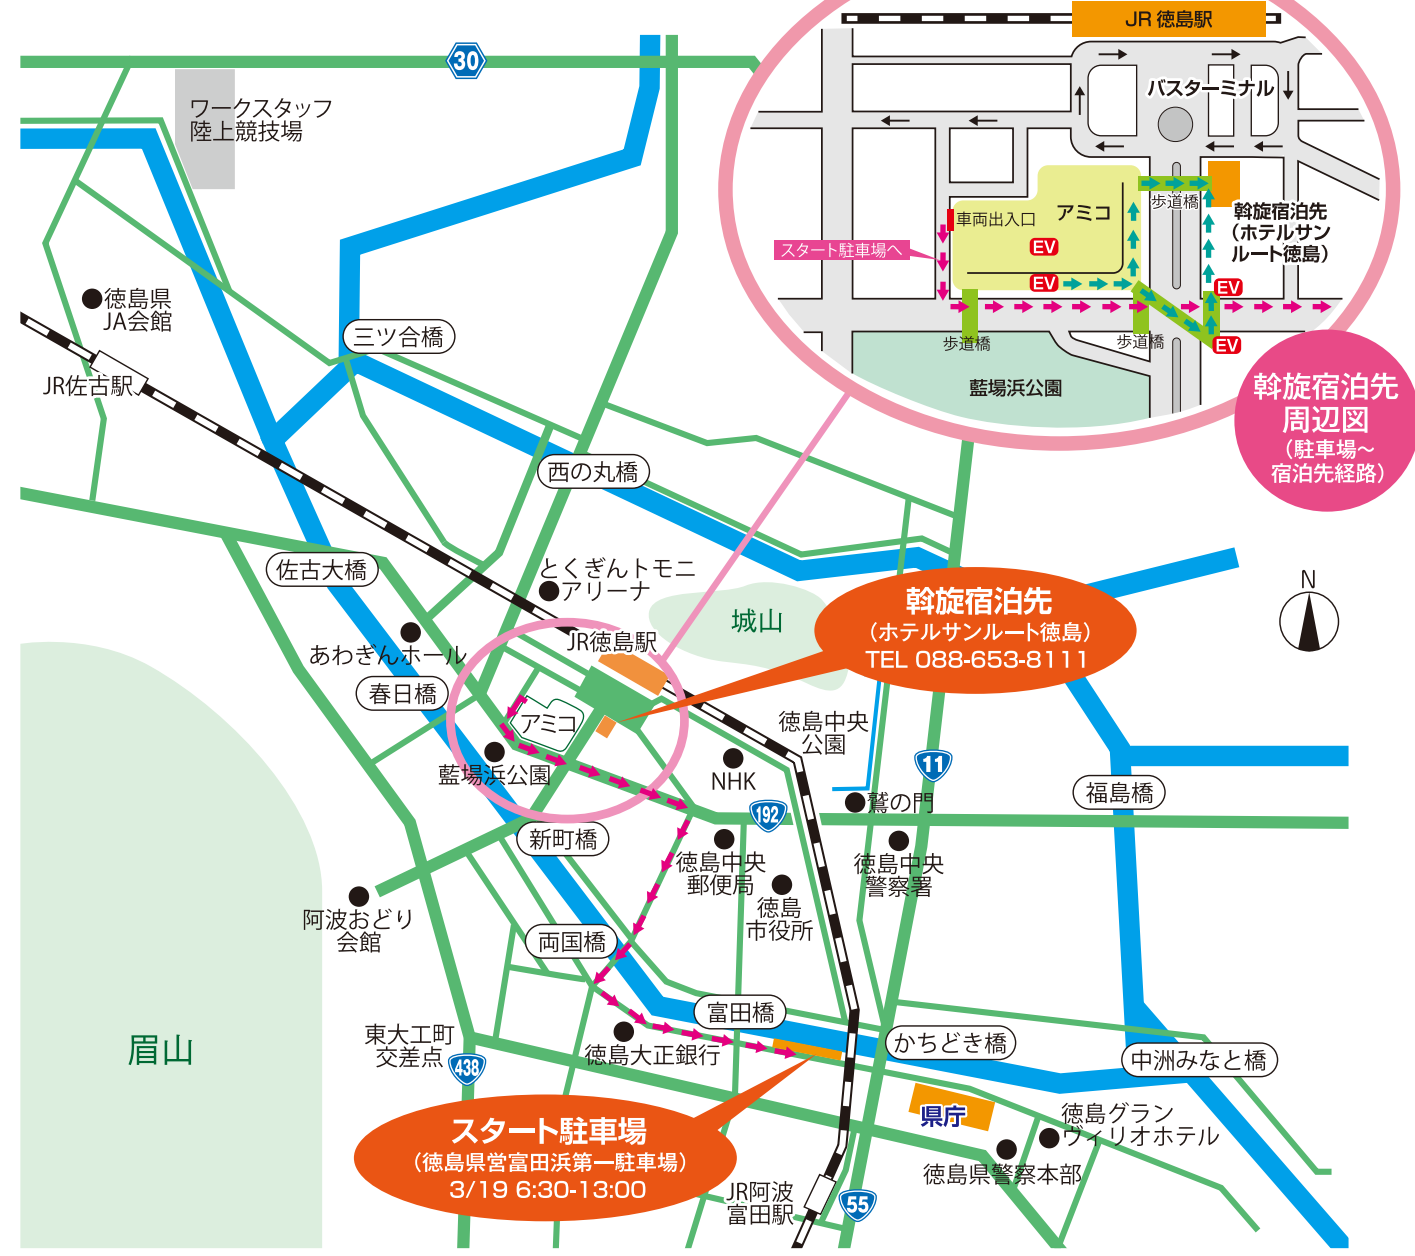 JR 徳島駅
バスターミナル
歩道橋
アミコ
車両出入口
EV
EV
斡旋宿泊先
(ホテルサン
ルート徳島)
スタート駐車場へ
EV
EV
歩道橋
歩道橋
藍場浜公園
斡旋宿泊先
周辺図
(駐車場〜
宿泊先経路)
30
ワークスタッフ
陸上競技場
徳島県
JA会館
三ツ合橋
JR佐古駅
西の丸橋
佐古大橋
とくぎんトモニ
アリーナ
城山
斡旋宿泊先
(ホテルサンルート徳島)
TEL 088-653-8111
N
JR徳島駅
あわぎんホール
春日橋
アミコ
藍場浜公園
徳島中央
公園
NHK
11
鷲の門
福島橋
192
新町橋
徳島中央
郵便局
徳島中央
警察署
徳島
市役所
阿波おどり
会館
両国橋
富田橋
かちどき橋
中洲みなと橋
眉山
東大工町
交差点
438
徳島大正銀行
県庁
徳島グラン
ヴィリオホテル
徳島県警察本部
スタート駐車場
(徳島県営富田浜第一駐車場)
3/19 6:30-13:00
JR阿波
富田駅
55